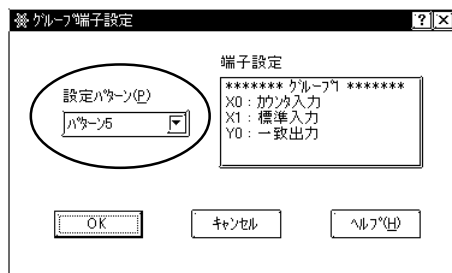 ｸﾞﾙｰﾌﾟ端子設定
設定ﾊﾟﾀｰﾝ(P)
ﾊﾟﾀｰﾝ5
端子設定
******* ｸﾞﾙｰﾌﾟ1 *******
X0 : ｶｳﾝﾀ入力
X1 : 標準入力
Y0 : 一致出力
OK
ｷｬﾝｾﾙ
ﾍﾙﾌﾟ(H)